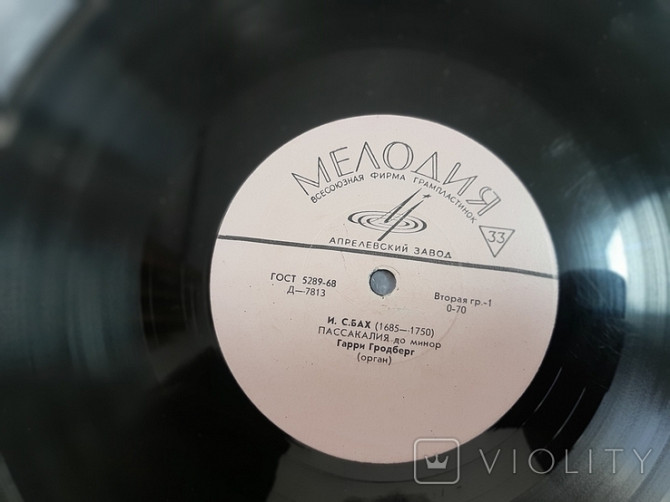 МЕЛОДИЯ
ВСЕСОЮЗНАЯ ФИРМА ГРАМПЛАСТИНОК
33
АПРЕЛЕВСКИЙ ЗАВОД
ГОСТ 5289-68
Д—7813
Вторая гр.-1
0-70
И. С.БАХ (1685—1750)
ПАССАКАЛИЯ до минор
Гарри Гродберг
(орган)
VIOLITY